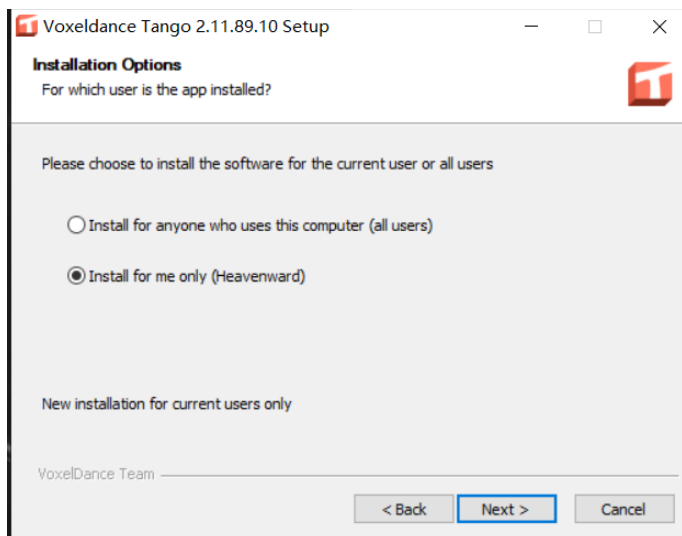 Voxeldance Tango 2.11.89.10 Setup
Installation Options
For which user is the app installed?
Please choose to install the software for the current user or all users
Install for anyone who uses this computer (all users)
Install for me only (Heavenward)
New installation for current users only
VoxelDance Team
< Back Next > Cancel